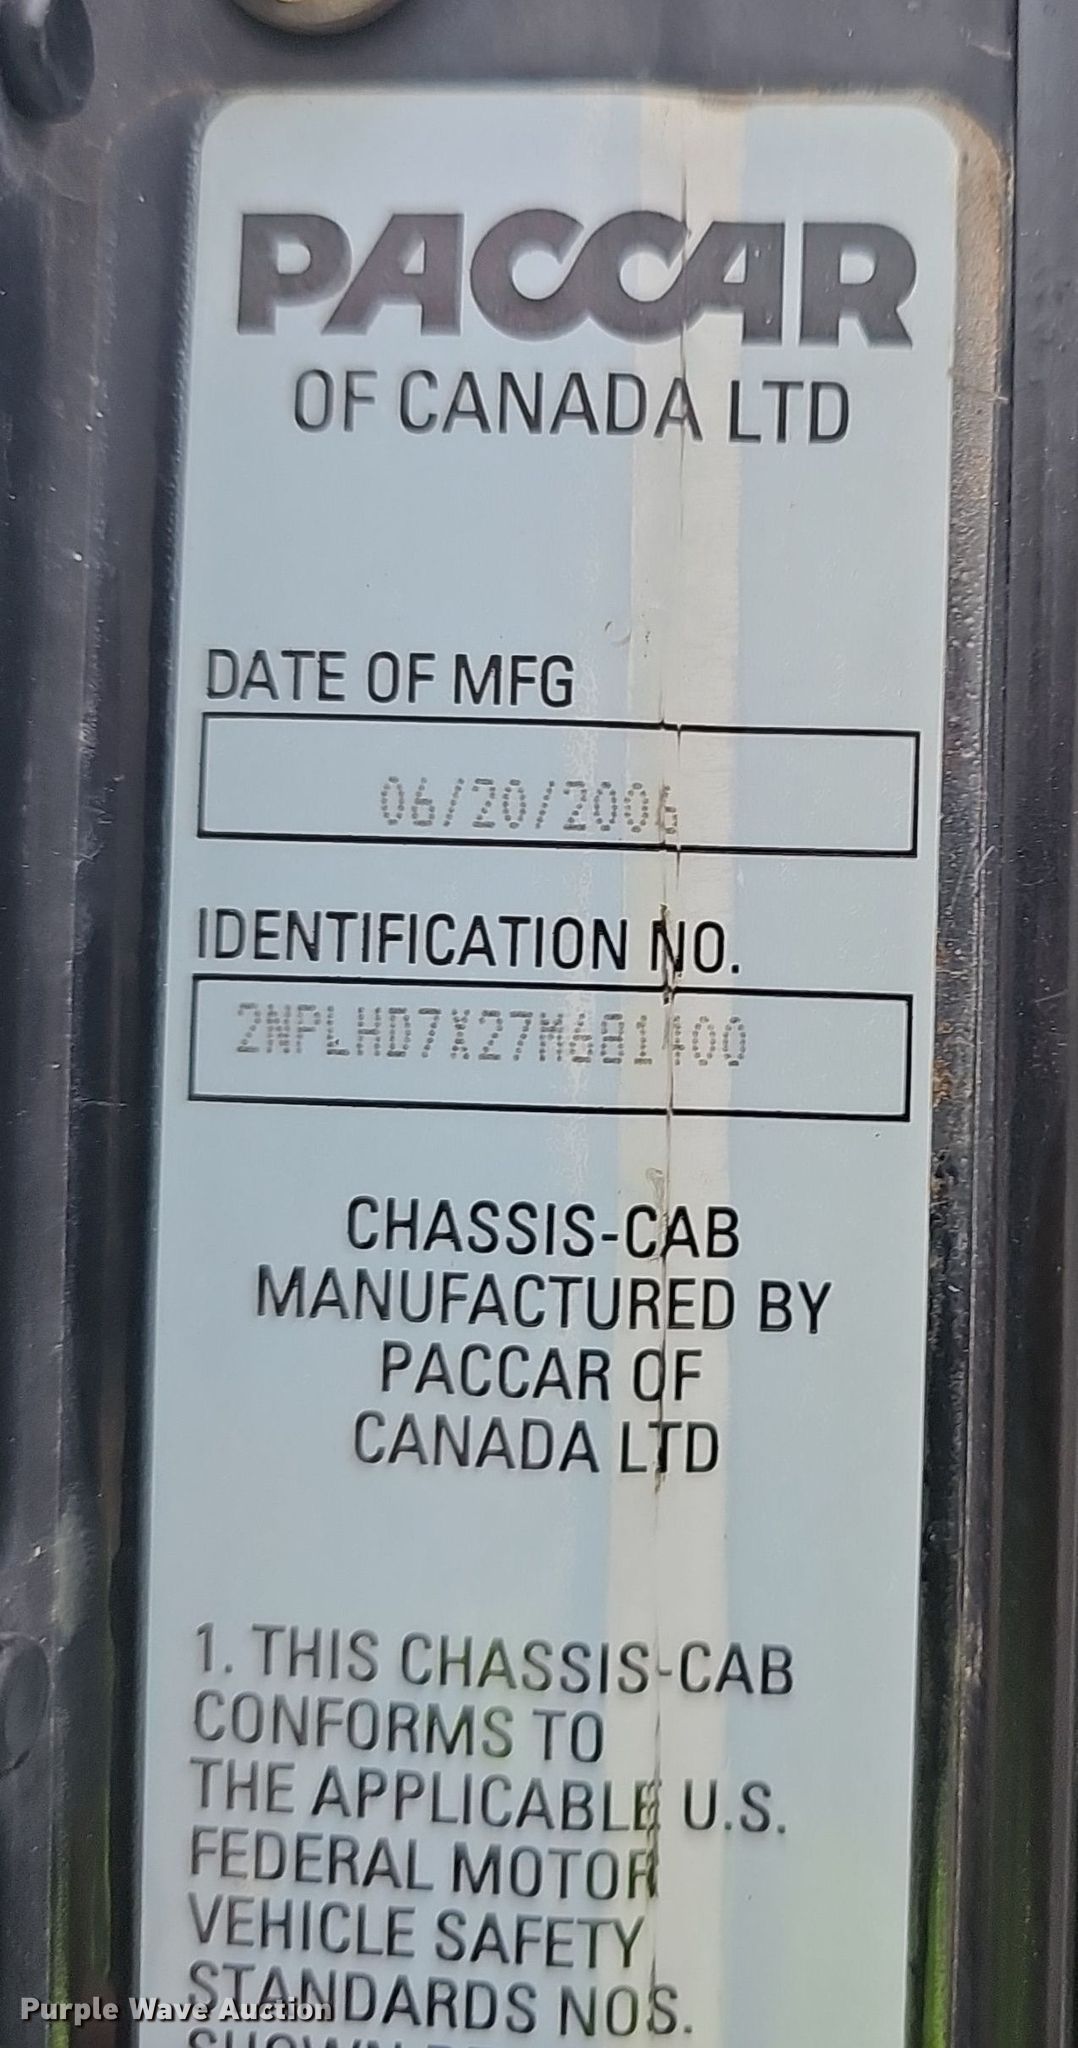 PACCAR
OF CANADA LTD
DATE OF MFG
06/20/2006
IDENTIFICATION NO.
2NPLHD7X27M681400
CHASSIS-CAB
MANUFACTURED BY
PACCAR OF
CANADA LTD
1. THIS CHASSIS-CAB
CONFORMS TO
THE APPLICABLE U.S.
FEDERAL MOTOR
VEHICLE SAFETY
STANDARDS NOS.
SHOWN
Purple Wave Auction